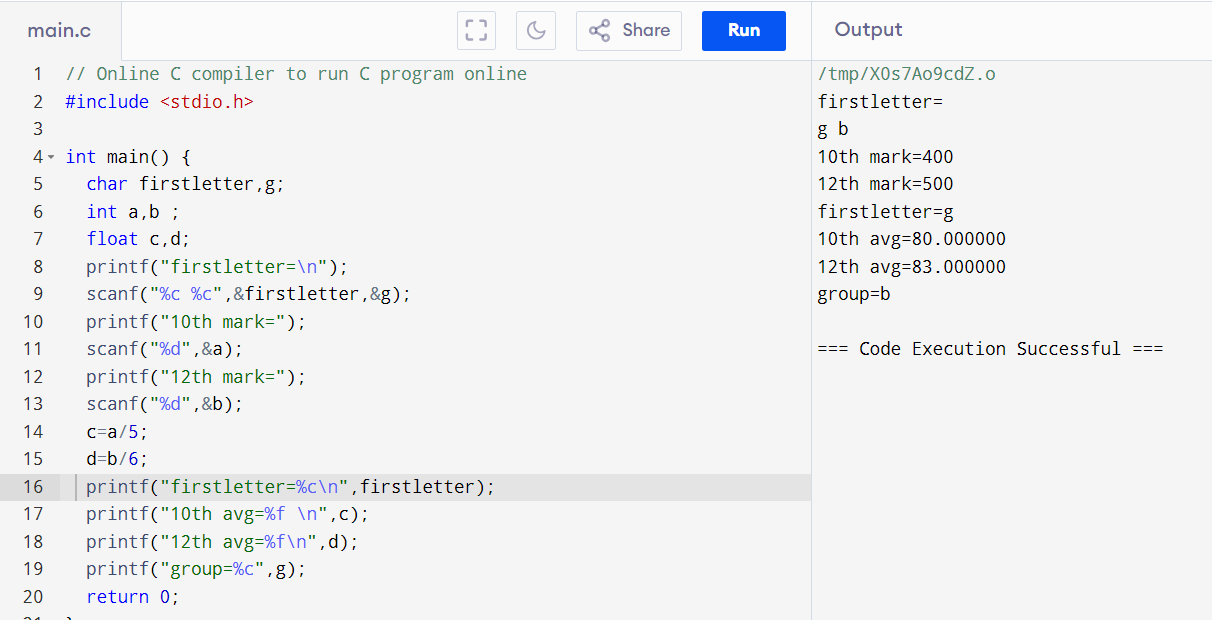 main.c
Share
Run
Output
1 // Online C compiler to run C program online
2 #include <stdio.h>
3
4 int main() {
5 char firstletter,g;
6 int a,b ;
7 float c,d;
8 printf("firstletter=\n");
9 scanf("%c %c",&firstletter,&g);
10 printf("10th mark=");
11 scanf("%d",&a);
12 printf("12th mark=");
13 scanf("%d",&b);
14 c=a/5;
15 d=b/6;
16 printf("firstletter=%c\n",firstletter);
17 printf("10th avg=%f \n",c);
18 printf("12th avg=%f\n",d);
19 printf("group=%c",g);
20 return 0;
/tmp/X0s7Ao9cdZ.o
firstletter=
g b
10th mark=400
12th mark=500
firstletter=g
10th avg=80.000000
12th avg=83.000000
group=b
=== Code Execution Successful ===